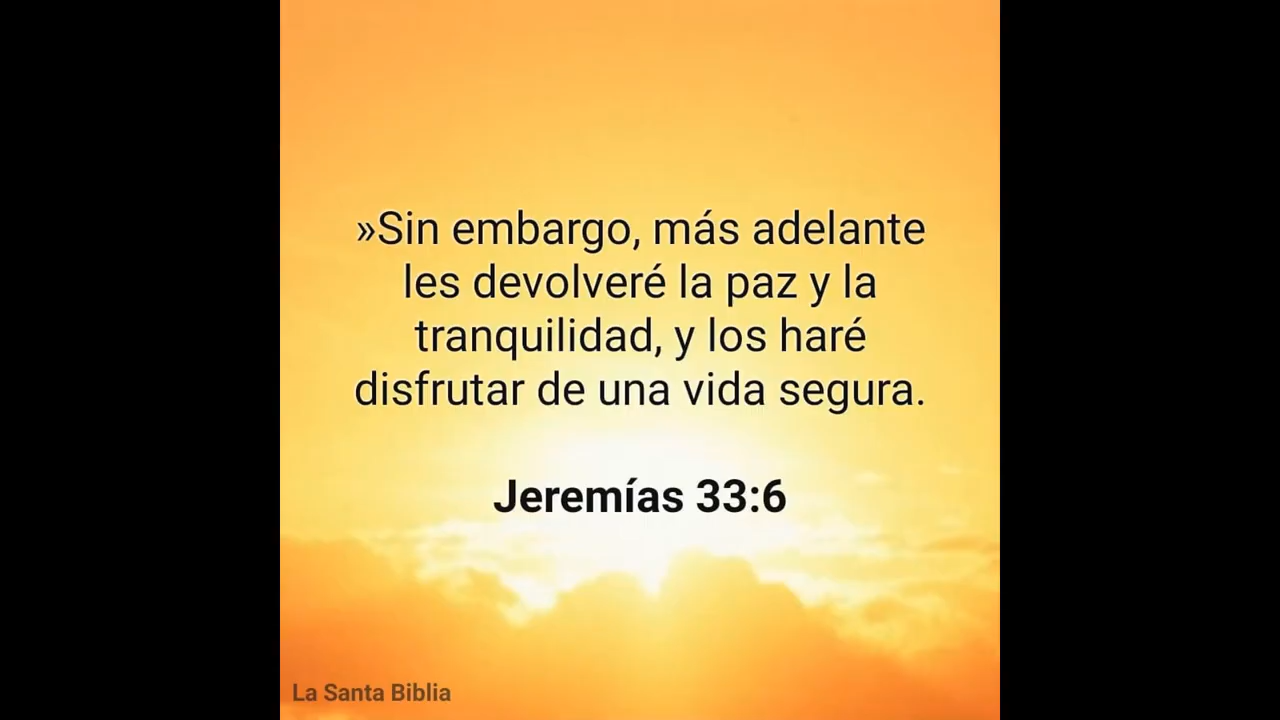 »Sin embargo, más adelante
les devolveré la paz y la
tranquilidad, y los haré
disfrutar de una vida segura.
Jeremías 33:6
La Santa Biblia